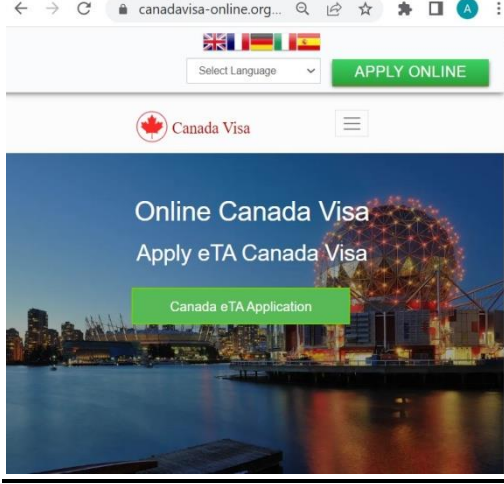 canadavisa-online.org...
A
Select Language
APPLY ONLINE
Canada Visa
Online Canada Visa
Apply eTA Canada Visa
Canada eTA Application